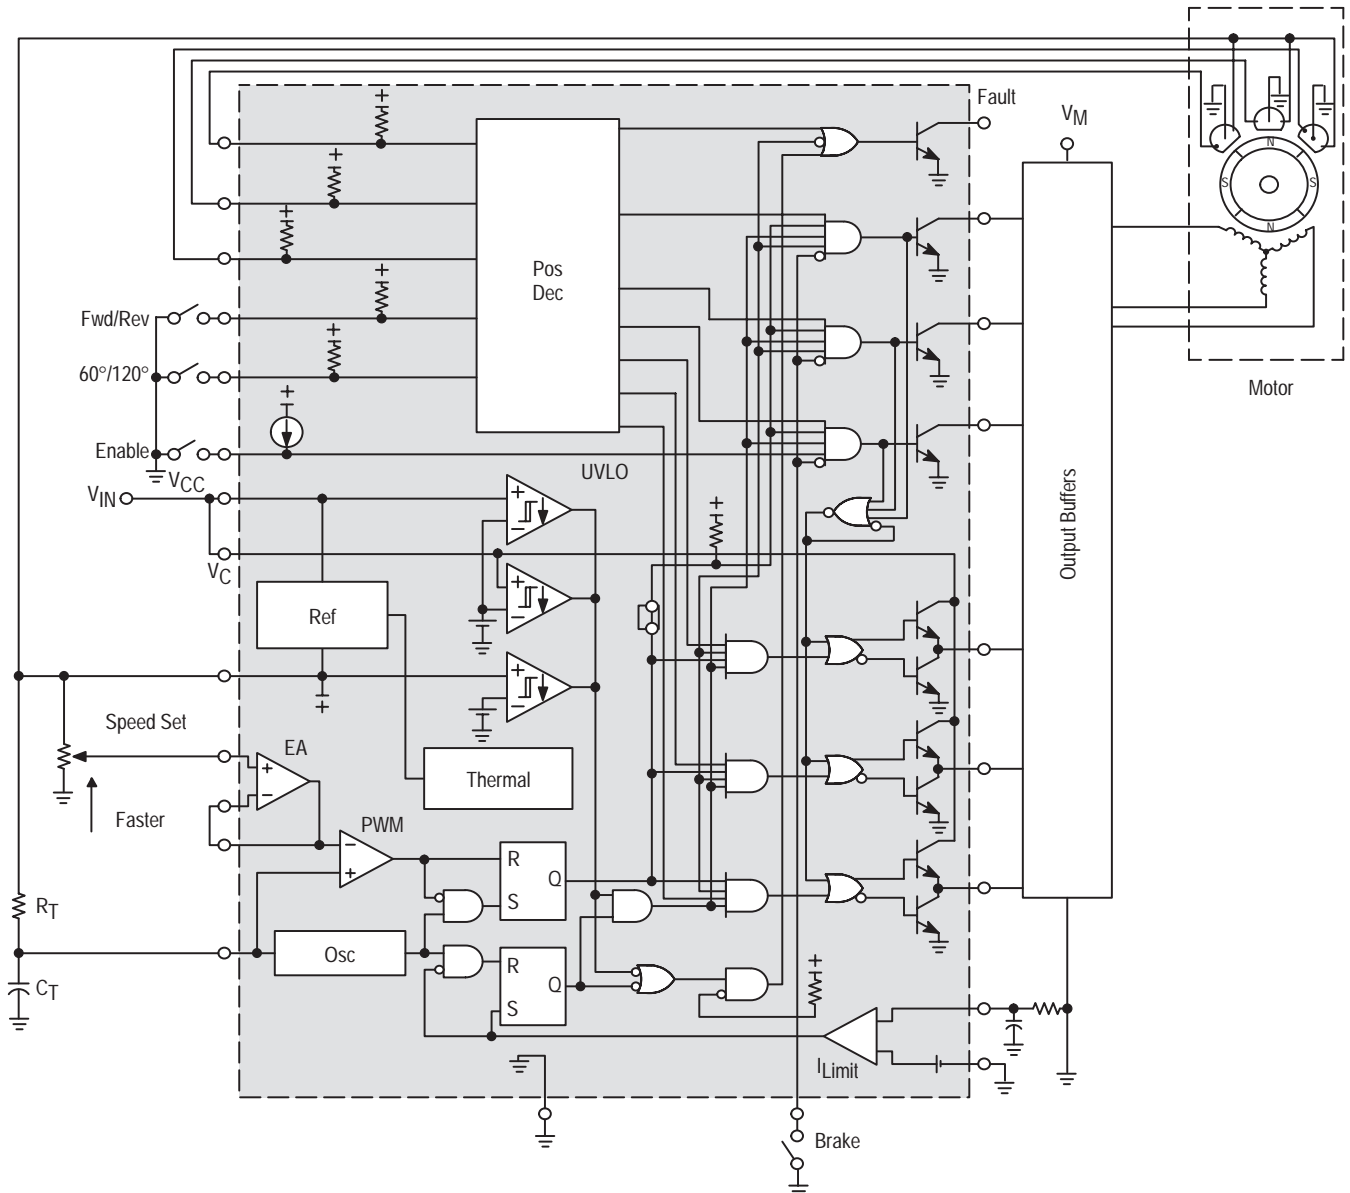 Fault
VM
N
S
S
N
Pos
Dec
Fwd/Rev
60°/120°
Motor
Enable
UVLO
VCC
VIN
Output Buffers
VC
Ref
Speed Set
EA
Thermal
Faster
PWM
R
Q
S
RT
Osc
R
Q
S
CT
ILimit
Brake